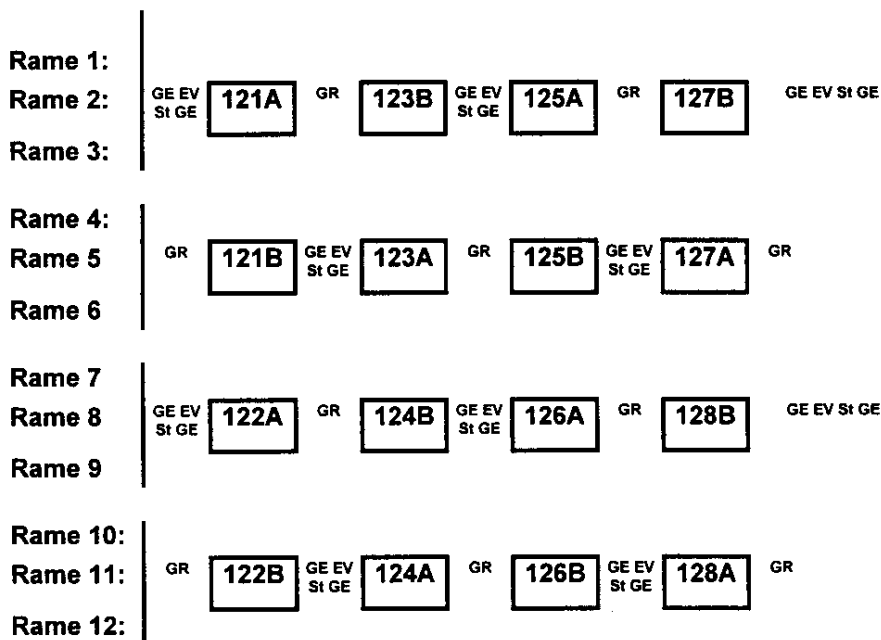 Rame 1:
Rame 2: GE EV 121A GR 123B GE EV 125A GR 127B GE EV St GE
St GE St GE
Rame 3:
Rame 4:
Rame 5 GR 121B GE EV 123A GR 125B GE EV 127A GR
St GE St GE
Rame 6
Rame 7
Rame 8 GE EV 122A GR 124B GE EV 126A GR 128B GE EV St GE
St GE St GE
Rame 9
Rame 10:
Rame 11: GR 122B GE EV 124A GR 126B GE EV 128A GR
St GE St GE
Rame 12: